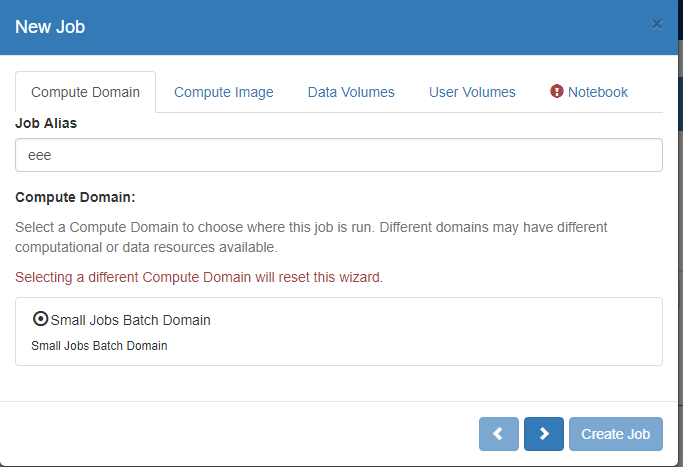 New Job
×
Compute Domain
Compute Image
Data Volumes
User Volumes
Notebook
Job Alias
eee
Compute Domain:
Select a Compute Domain to choose where this job is run. Different domains may have different
computational or data resources available.
Selecting a different Compute Domain will reset this wizard.
Small Jobs Batch Domain
Small Jobs Batch Domain
Create Job